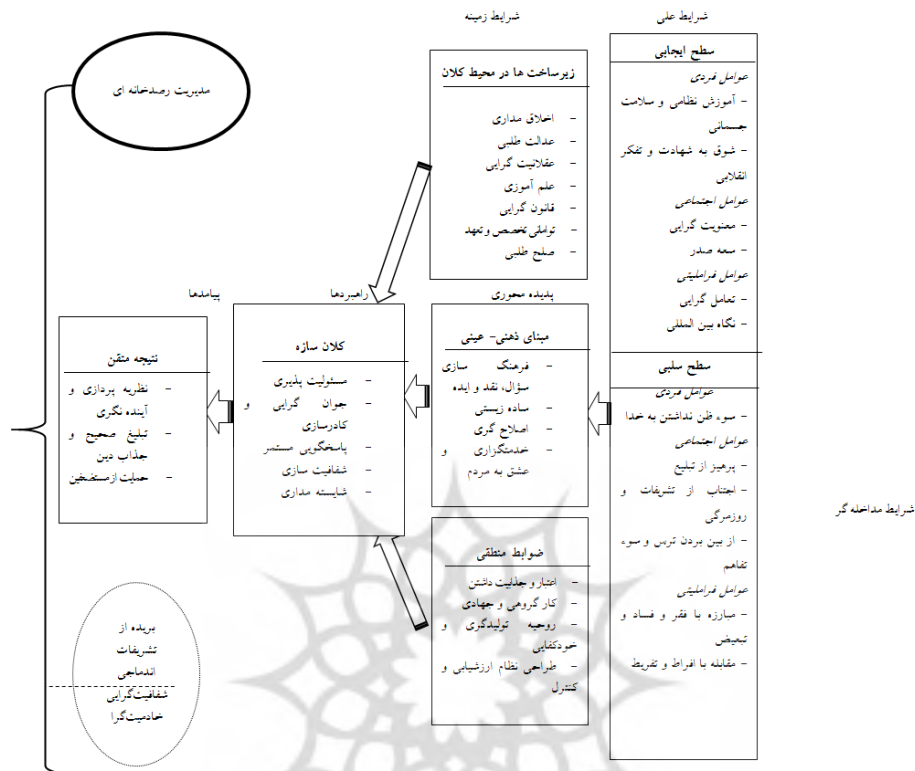 شرایط علی
سطح ایجابی
عوامل فردی
- آموزش نظامی و سلامت
جسمانی
- شوق به شهادت و تفکر
انقلابی
عوامل اجتماعی
- معنویت گرایی
- سعه صدر
عوامل فراملیتی
- تعامل گرایی
- نگاه بین المللی
سطح سلبی
عوامل فردی
- سوء ظن نداشتن به خدا
عوامل اجتماعی
- پرهیز از تبلیغ
- اجتناب از تشریفات و
روزمرگی
- از بین بردن ترس و سوء
تفاهم
عوامل فراملیتی
- مبارزه با فقر و فساد و
تبعیض
- مقابله با افراط و تفریط
شرایط مداخله گر
شرایط زمینه
زیرساخت ها در محیط کلان
- اخلاق مداری
- عدالت طلبی
- عقلانیت گرایی
- علم آموزی
- قانون گرایی
- تواملی تخصص و تعهد
- صلح طلبی
پدیده محوری
مبنای ذهنی- عینی
- فرهنگ سازی
سؤال، نقد و ایده
- ساده زیستی
- اصلاح گری
- خدمتگزاری و
عشق به مردم
ضوابط منطقی
- اعتبار و جذابیت داشتن
- کار گروهی و جهادی
- روحیه تولیدگری و
خودکفایی
- طراحی نظام ارزشیابی و
کنترل
راهبردها
کلان سازه
- مسئولیت پذیری
- جوان گرایی و
کادرسازی
- پاسخگویی مستمر
- شفافیت سازی
- شایسته مداری
پیامدها
نتیجه متقن
- نظریه پردازی و
آینده نگری
- تبلیغ صحیح و
جذاب دین
- حمایت از مستضعفین
مدیریت رصدخانه ای
بریده از
تشریفات
اندماجی
شفافیت‌گرایی
خادمیت‌گرا